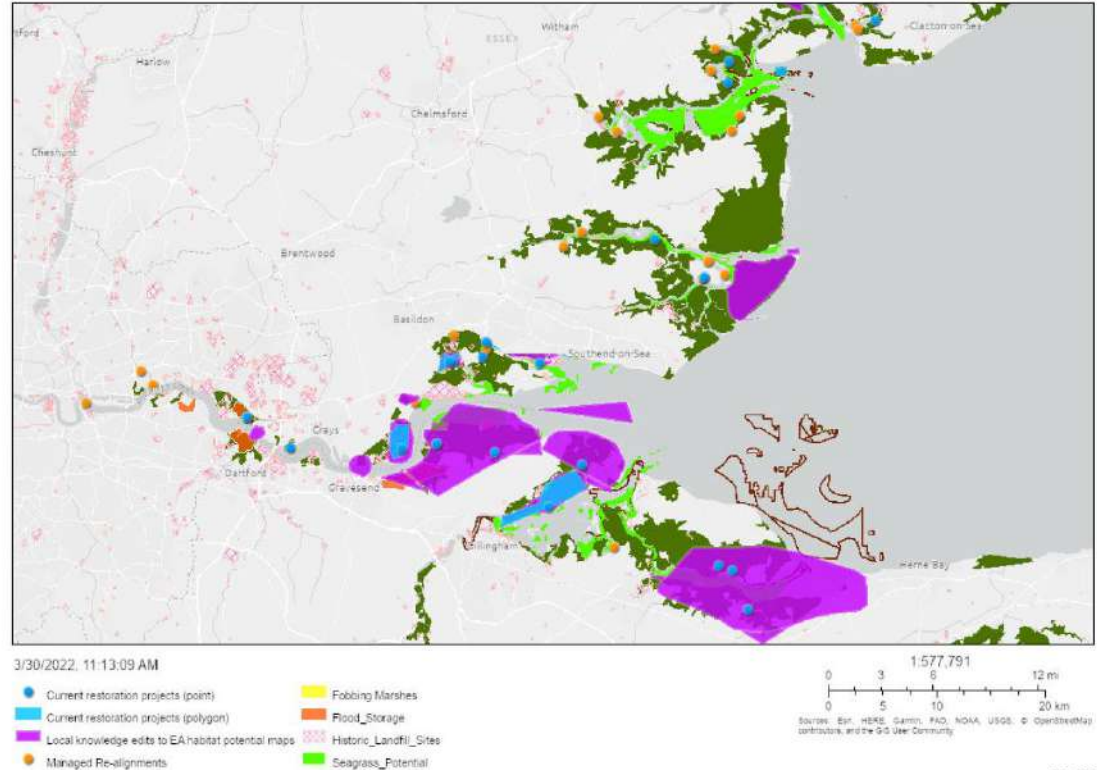 Witham
Clacton-on-Sea
ESSEX
Harlow
Chelmsford
Cheshunt
Brentwood
Basildon
Southend-on-Sea
Grays
Dartford
Gravesend
Gillingham
Herne Bay
3/30/2022, 11:13:09 AM
1:577,791
0 3 6 12 mi
0 5 10 20 km
Current restoration projects (point)
Current restoration projects (polygon)
Local knowledge edits to EA habitat potential maps
Managed Re-alignments
Fobbing Marshes
Flood_Storage
Historic_Landfill_Sites
Seagrass_Potential
Sources: Esri, HERE, Garmin, FAO, NOAA, USGS, © OpenStreetMap
contributors, and the GIS User Community